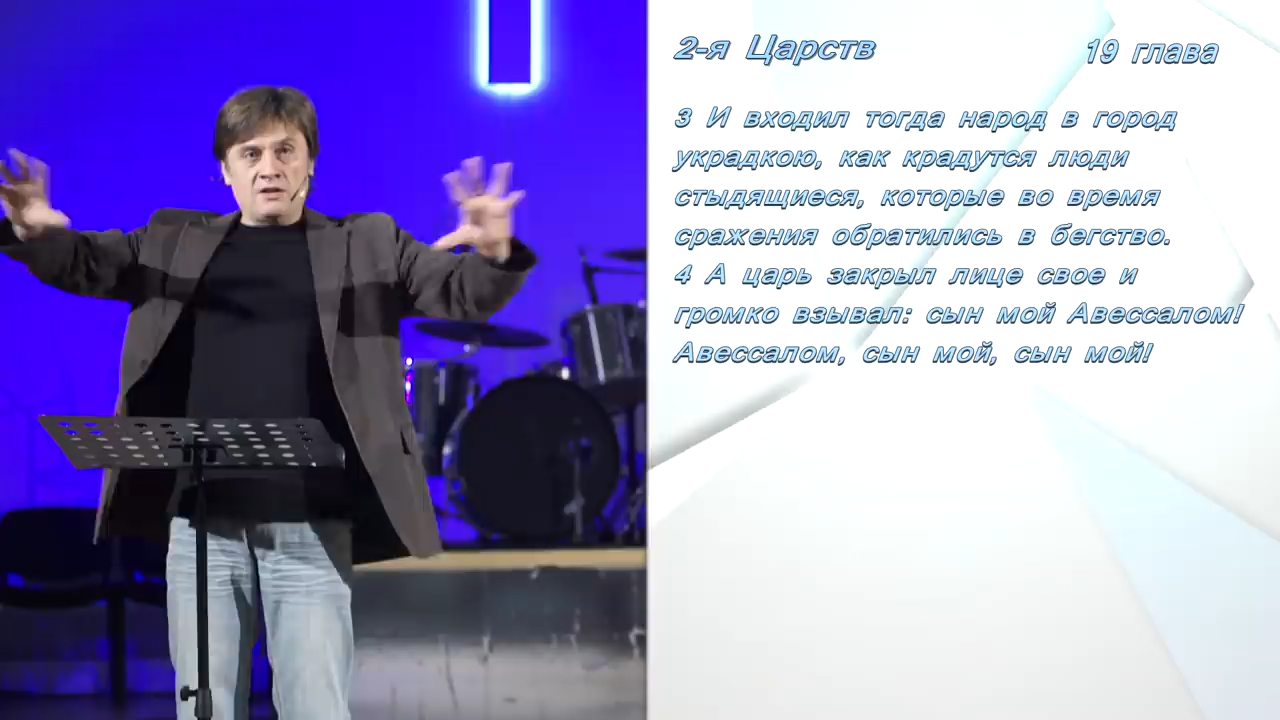 2-я Царств 19 глава
3 И входил тогда народ в город
украдкою, как крадутся люди
стыдящиеся, которые во время
сражения обратились в бегство.
4 А царь закрыл лице свое и
громко взывал: сын мой Авессалом!
Авессалом, сын мой, сын мой!